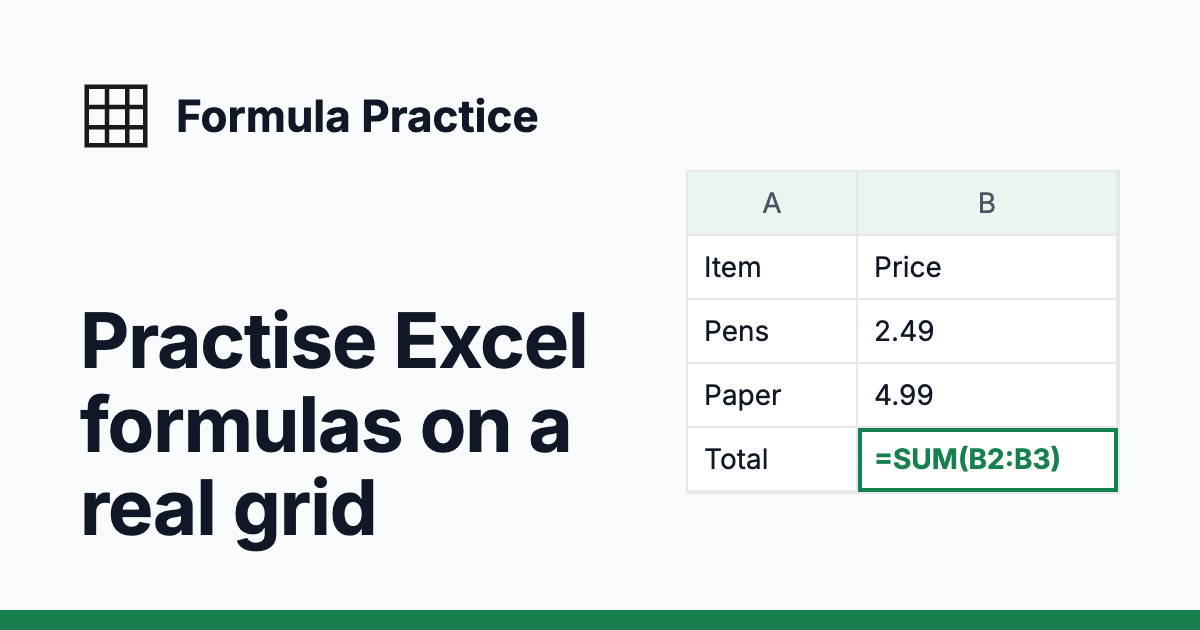 Formula Practice
Practise Excel
formulas on a
real grid
A B
Item Price
Pens 2.49
Paper 4.99
Total =SUM(B2:B3)